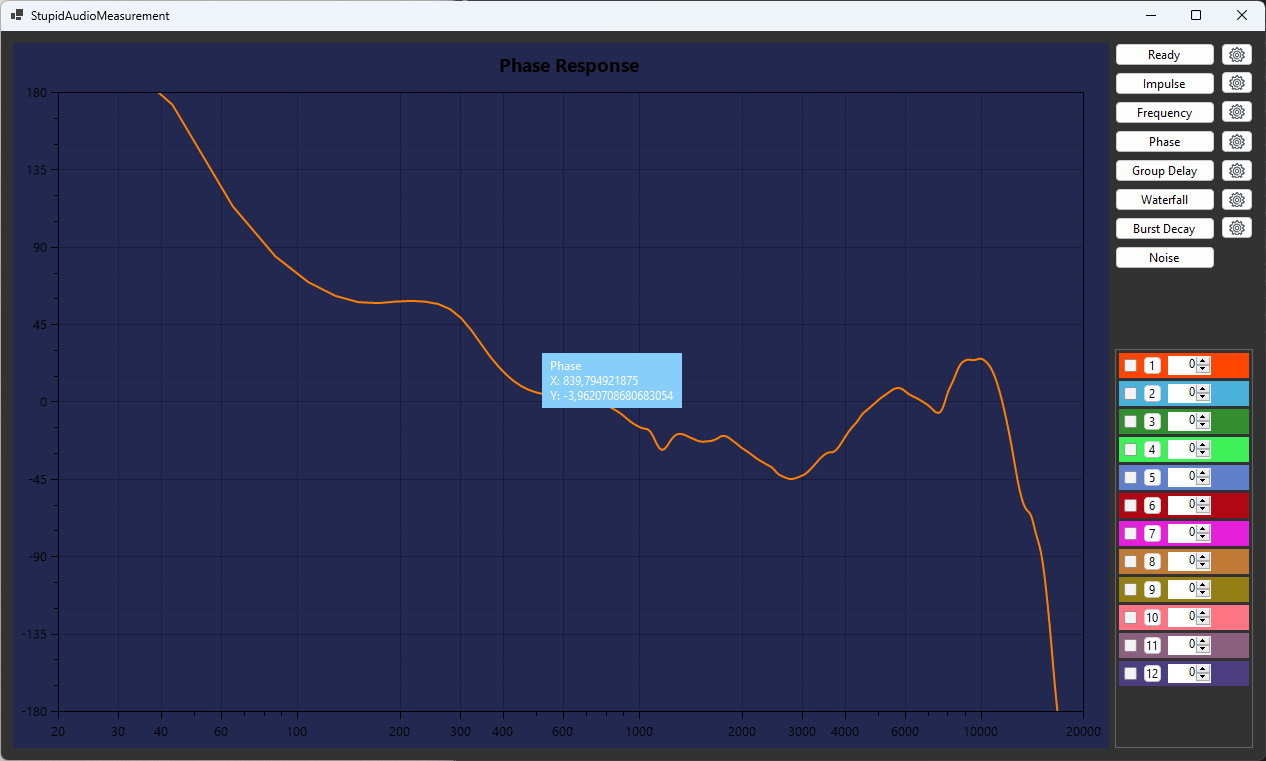 StupidAudioMeasurement
Phase Response
180
135
90
45
0
-45
-90
-135
-180
20 30 40 60 100 200 300 400 600 1000 2000 3000 4000 6000 10000 20000
Phase
X: 839,794921875
Y: -3,9620708680683054
Ready
Impulse
Frequency
Phase
Group Delay
Waterfall
Burst Decay
Noise
1 0
2 0
3 0
4 0
5 0
6 0
7 0
8 0
9 0
10 0
11 0
12 0